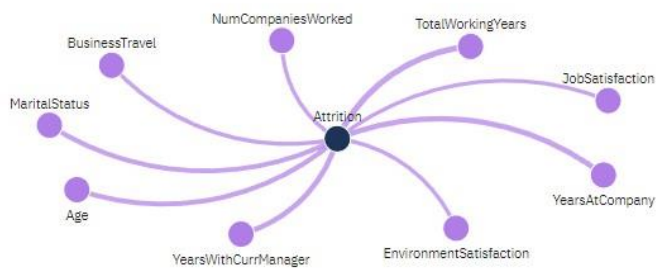 NumCompaniesWorked
TotalWorkingYears
BusinessTravel
JobSatisfaction
MaritalStatus
Attrition
Age
YearsAtCompany
YearsWithCurrManager
EnvironmentSatisfaction